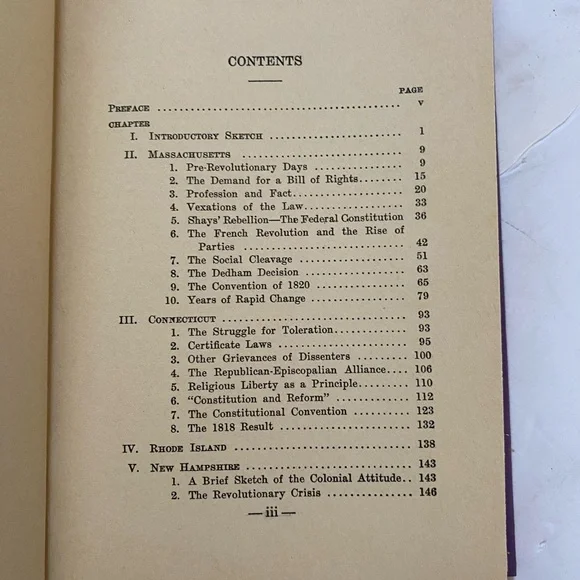 CONTENTS
PAGE
PREFACE ........................................ v
CHAPTER
I. INTRODUCTORY SKETCH ...................... 1
II. MASSACHUSETTS .......................... 9
1. Pre-Revolutionary Days ............... 9
2. The Demand for a Bill of Rights........ 15
3. Profession and Fact................... 20
4. Vexations of the Law.................. 33
5. Shays' Rebellion—The Federal Constitution 36
6. The French Revolution and the Rise of
Parties ......................... 42
7. The Social Cleavage .................. 51
8. The Dedham Decision .................. 63
9. The Convention of 1820 ............... 65
10. Years of Rapid Change ............... 79
III. CONNECTICUT ............................ 93
1. The Struggle for Toleration........... 93
2. Certificate Laws ..................... 95
3. Other Grievances of Dissenters ....... 100
4. The Republican-Episcopalian Alliance.... 106
5. Religious Liberty as a Principle........ 110
6. "Constitution and Reform" ............ 112
7. The Constitutional Convention ........ 123
8. The 1818 Result ...................... 132
IV. RHODE ISLAND ............................ 138
V. NEW HAMPSHIRE ........................... 143
1. A Brief Sketch of the Colonial Attitude.. 143
2. The Revolutionary Crisis ............. 146
— iii —